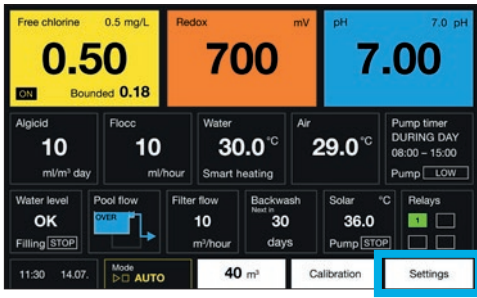 Free chlorine 0.5 mg/L
0.50
ON Bounded 0.18
Redox mV
700
pH 7.0 pH
7.00
Algicid
10
ml/m³ day
Flocc
10
ml/hour
Water
30.0°C
Smart heating
Air
29.0°C
Pump timer
DURING DAY
08:00 – 15:00
Pump LOW
Water level
OK
Filling STOP
Pool flow
OVER
Filter flow
10
m³/hour
Backwash
Next in
30
days
Solar °C
36.0
Pump STOP
Relays
1
11:30 14.07.
Mode
AUTO
40 m³
Calibration
Settings